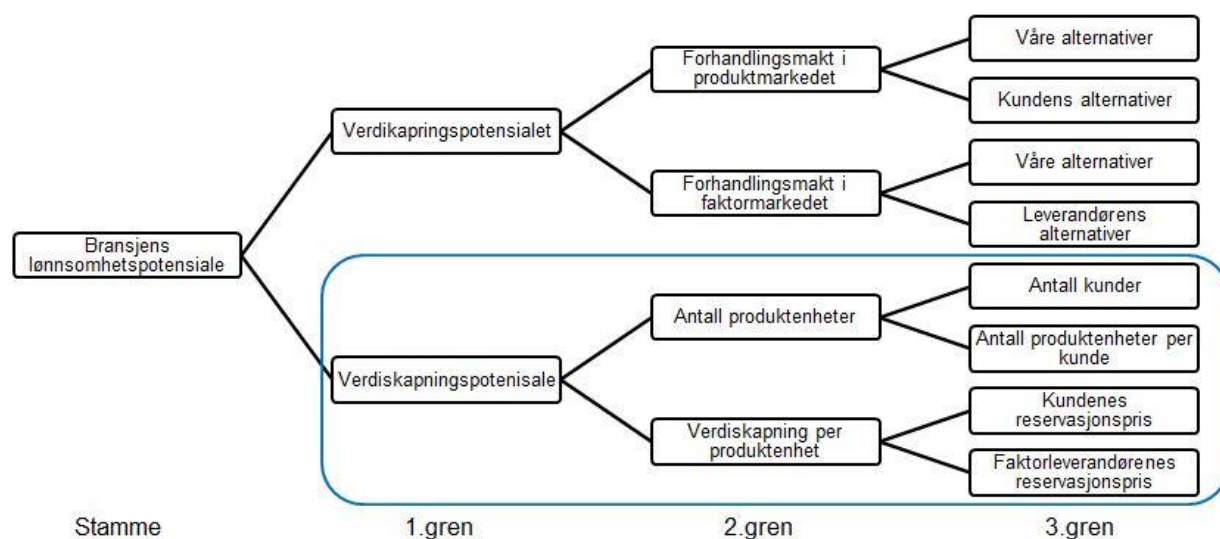 Våre alternativer
Forhandlingsmakt i
produktmarkedet
Kundens alternativer
Verdikapringspotensialet
Våre alternativer
Forhandlingsmakt i
faktormarkedet
Leverandørens
alternativer
Bransjens
lønnsomhetspotensiale
Antall kunder
Antall produktenheter
Antall produktenheter per
kunde
Verdiskapningspotenisale
Kundenes
reservasjonspris
Verdiskapning per
produktenhet
Faktorleverandørenes
reservasjonspris
Stamme
1.gren
2.gren
3.gren